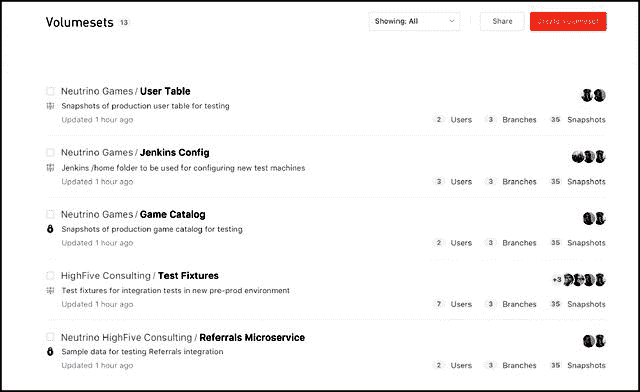 Volumesets 13
Showing: All
Share
Create volumeset
Neutrino Games / User Table
Snapshots of production user table for testing
Updated 1 hour ago
2 Users 3 Branches 35 Snapshots
Neutrino Games / Jenkins Config
Jenkins /home folder to be used for configuring new test machines
Updated 1 hour ago
3 Users 3 Branches 35 Snapshots
Neutrino Games / Game Catalog
Snapshots of production game catalog for testing
Updated 1 hour ago
2 Users 3 Branches 35 Snapshots
HighFive Consulting / Test Fixtures
+3
Test fixtures for integration tests in new pre-prod environment
Updated 1 hour ago
7 Users 3 Branches 35 Snapshots
Neutrino HighFive Consulting / Referrals Microservice
Sample data for testing Referrals integration
Updated 1 hour ago
2 Users 3 Branches 35 Snapshots